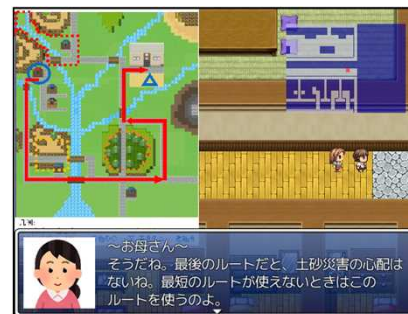 ～お母さん～
そうだね。最後のルートだと、土砂災害の心配は
ないね。最短のルートが使えないときはこの
ルートを使うのよ。